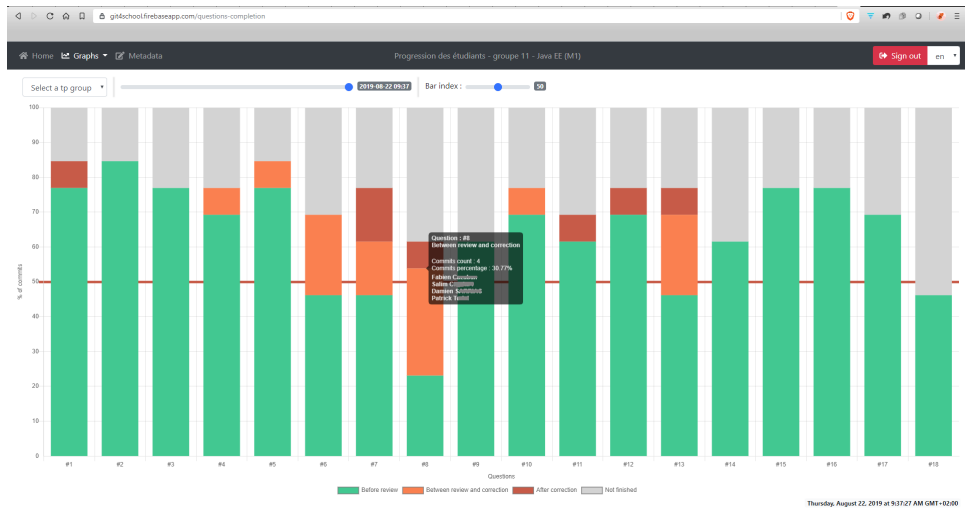 git4school.firebaseapp.com/questions-completion
Home Graphs Metadata Progression des étudiants - groupe 11 - Java EE (M1) Sign out en
Select a tp group 2019-08-22 09:37 Bar index : 50
100
90
80
70
60
50
40
30
20
10
0
% of commits
Question : #8
Between review and correction
Commits count : 4
Commits percentage : 30.77%
Fabien
Salim
Damien
Patrick
#1 #2 #3 #4 #5 #6 #7 #8 #9 #10 #11 #12 #13 #14 #15 #16 #17 #18
Questions
Before review Between review and correction After correction Not finished
Thursday, August 22, 2019 at 9:37:27 AM GMT+02:00